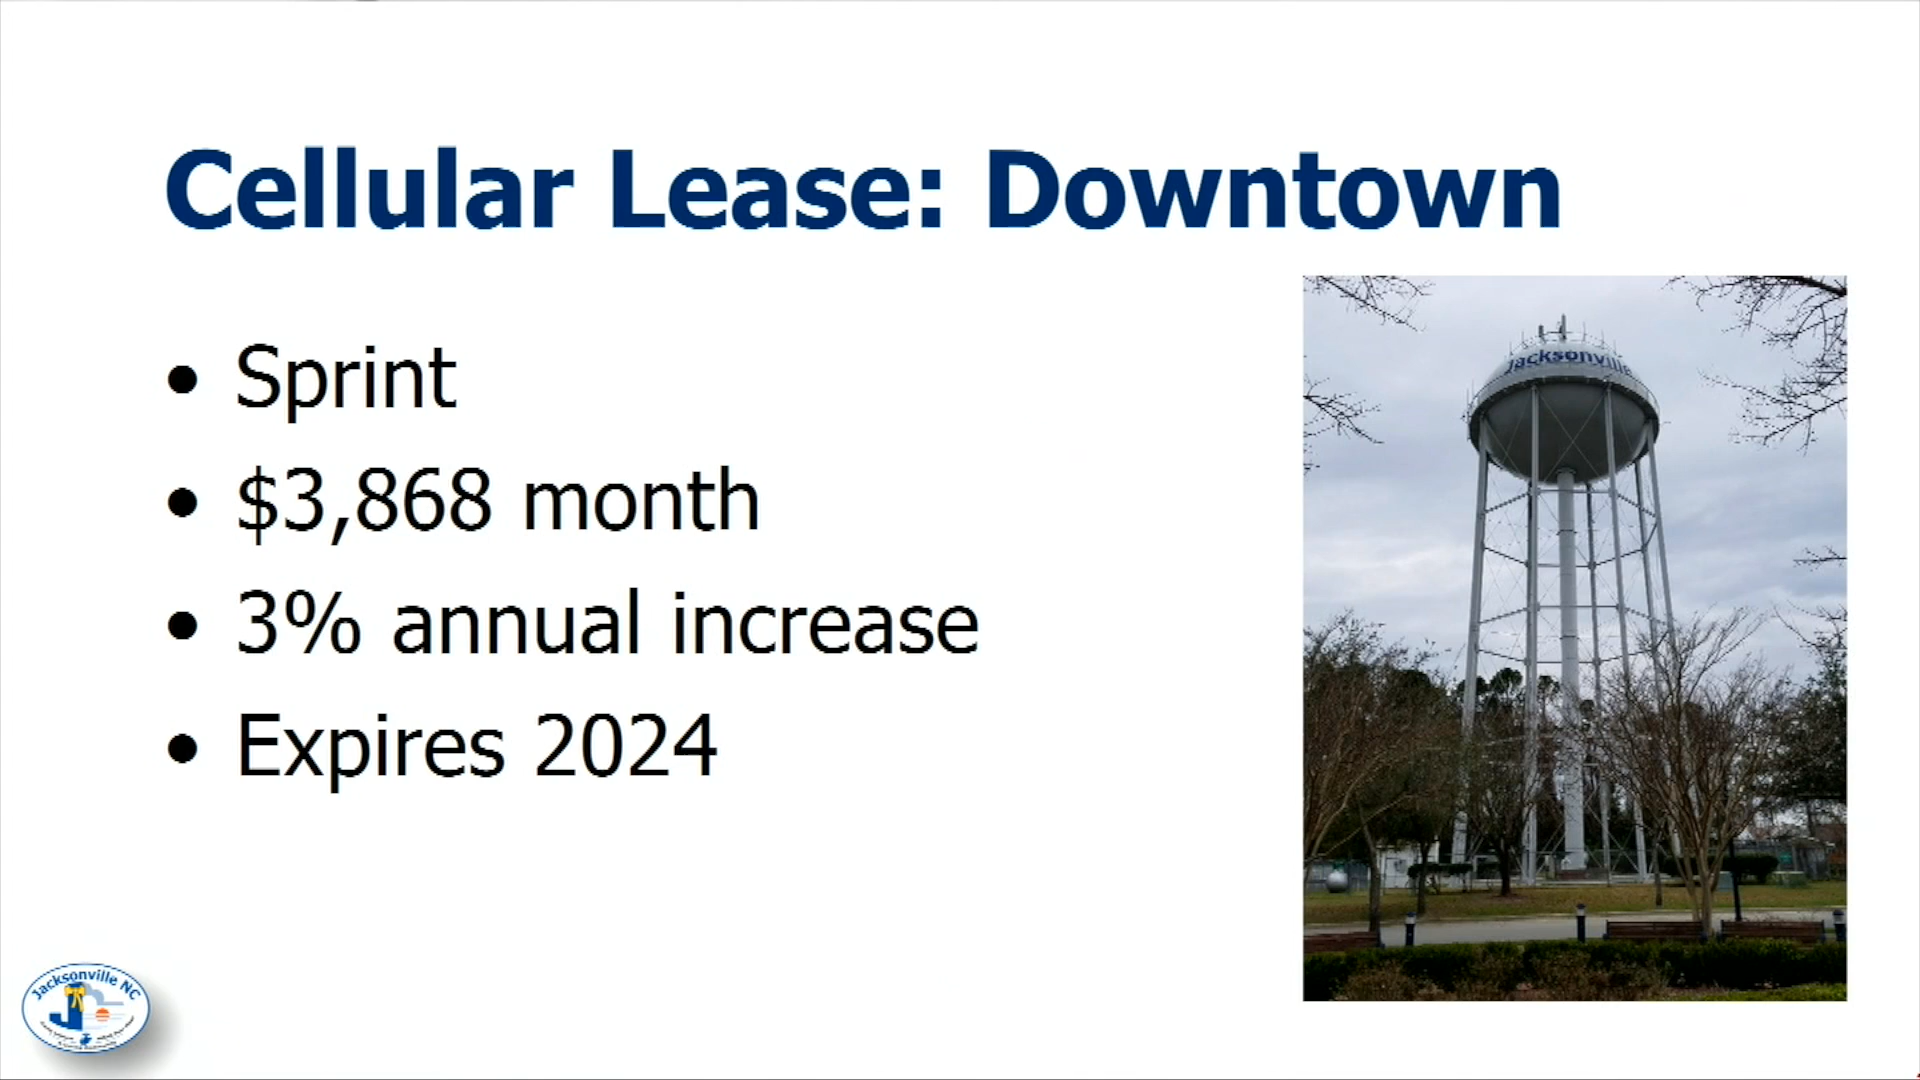 Cellular Lease: Downtown
• Sprint
• $3,868 month
• 3% annual increase
• Expires 2024
Jacksonville
Jacksonville NC